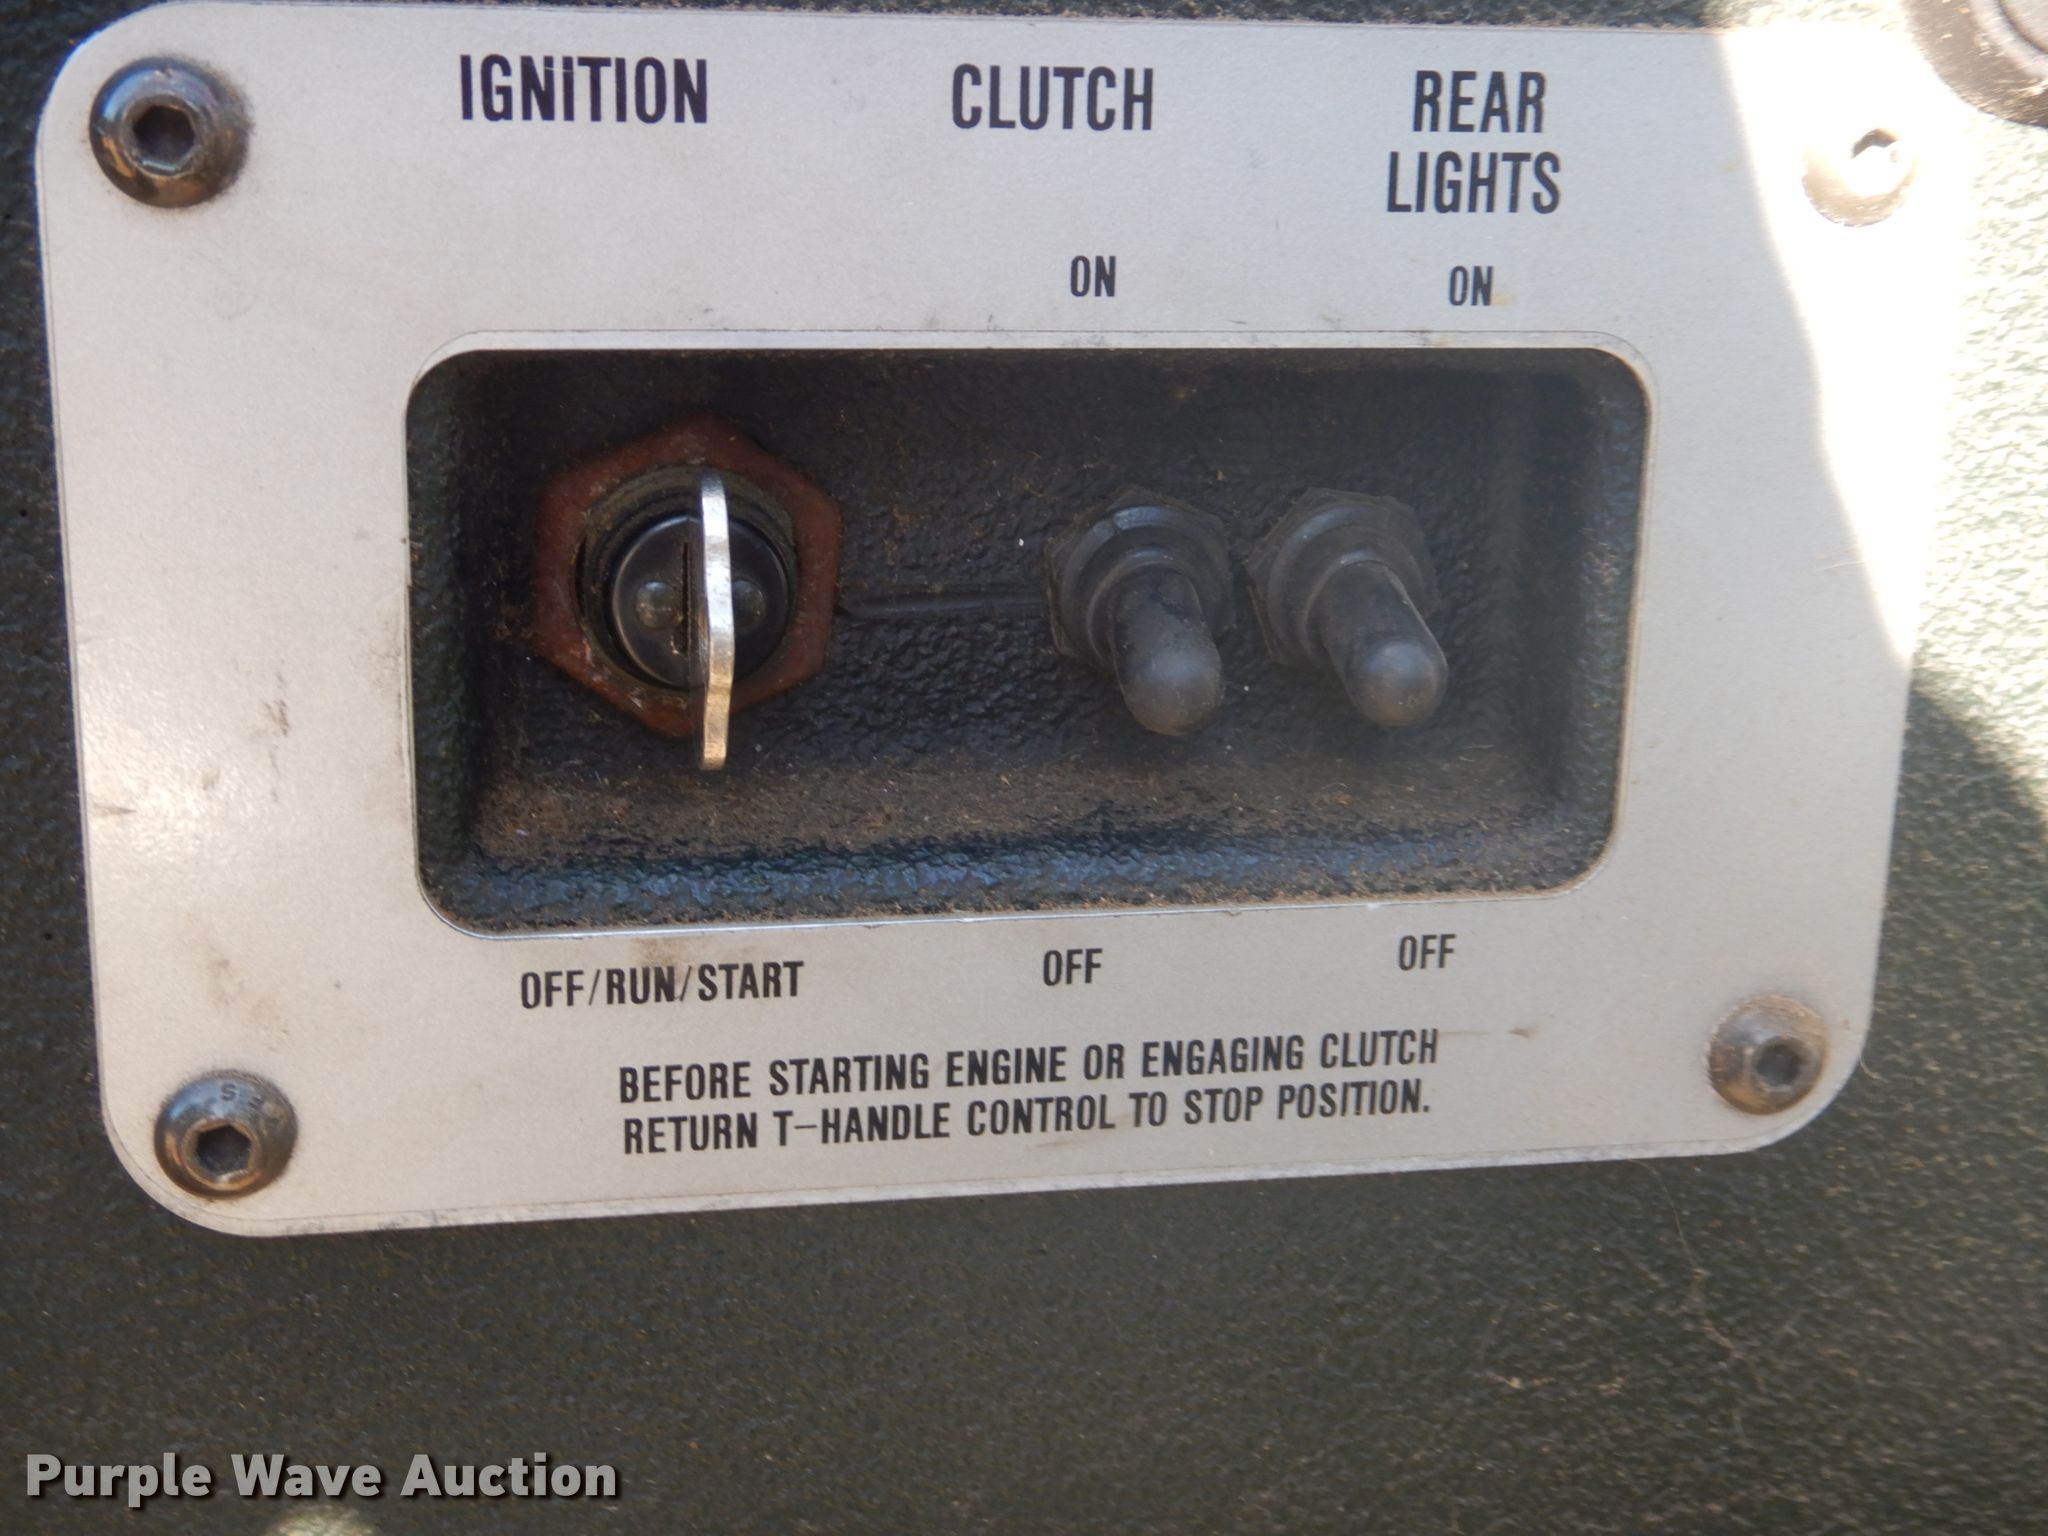 IGNITION
CLUTCH
REAR
LIGHTS
ON
ON
OFF/RUN/START
OFF
OFF
BEFORE STARTING ENGINE OR ENGAGING CLUTCH
RETURN T-HANDLE CONTROL TO STOP POSITION.
Purple Wave Auction